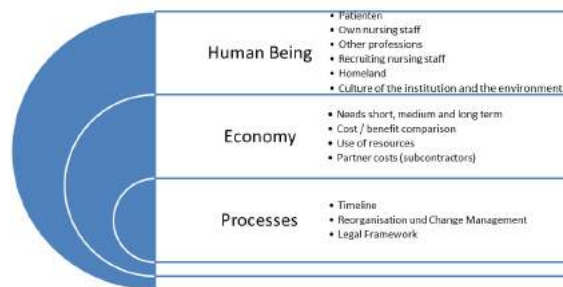 Human Being
• Patienten
• Own nursing staff
• Other professions
• Recruiting nursing staff
• Homeland
• Culture of the institution and the environment
Economy
• Needs short, medium and long term
• Cost / benefit comparison
• Use of resources
• Partner costs (subcontractors)
Processes
• Timeline
• Reorganisation und Change Management
• Legal Framework